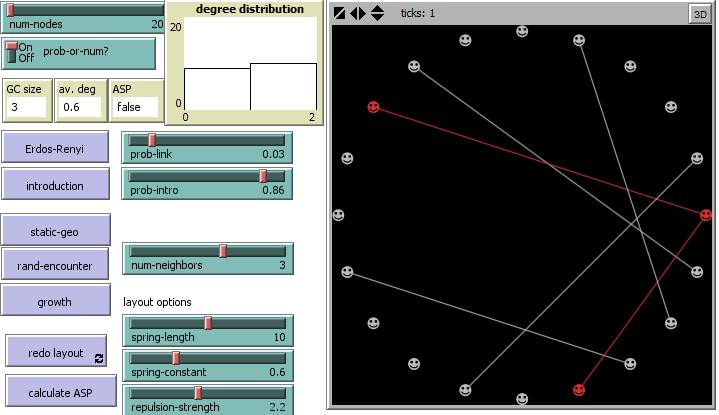 num-nodes 20
On
Off
prob-or-num?
GC size
3
av. deg
0.6
ASP
false
degree distribution
20
0
0 2
Erdos-Renyi
introduction
prob-link 0.03
prob-intro 0.86
static-geo
rand-encounter
growth
num-neighbors 3
layout options
spring-length 10
spring-constant 0.6
repulsion-strength 2.2
redo layout
calculate ASP
ticks: 1
3D